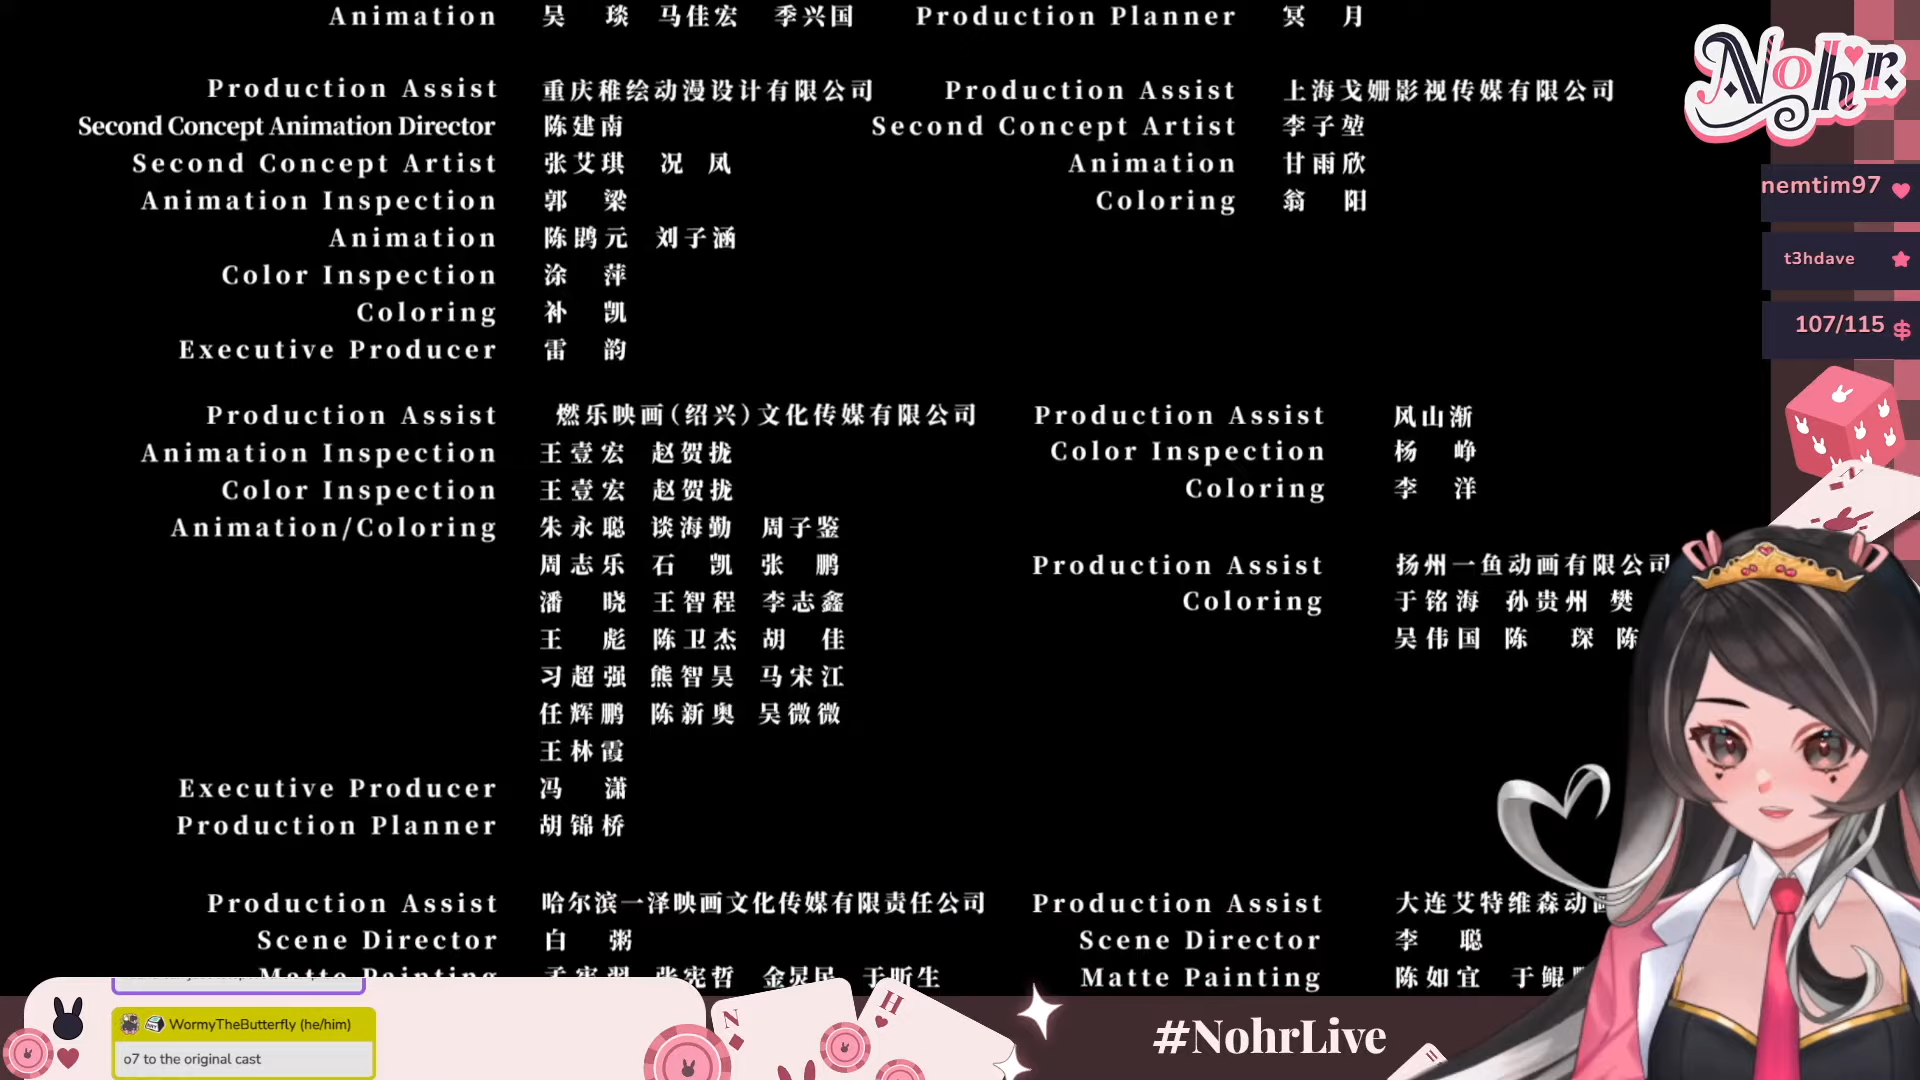 Animation 吴 琰 马佳宏 季兴国
Production Planner 冥 月
Production Assist 重庆稚绘动漫设计有限公司
Second Concept Animation Director 陈建南
Second Concept Artist 张艾琪 况 凤
Animation Inspection 郭 梁
Animation 陈鹍元 刘子涵
Color Inspection 涂 萍
Coloring 补 凯
Executive Producer 雷 韵
Production Assist 上海戈姗影视传媒有限公司
Second Concept Artist 李子堃
Animation 甘雨欣
Coloring 翁 阳
Production Assist 燃乐映画(绍兴)文化传媒有限公司
Animation Inspection 王壹宏 赵贺拢
Color Inspection 王壹宏 赵贺拢
Animation/Coloring 朱永聪 谈海勤 周子鉴
周志乐 石 凯 张 鹏
潘 晓 王智程 李志鑫
王 彪 陈卫杰 胡 佳
习超强 熊智昊 马宋江
任辉鹏 陈新奥 吴微微
王林霞
Executive Producer 冯 潇
Production Planner 胡锦桥
Production Assist 风山渐
Color Inspection 杨 峥
Coloring 李 洋
Production Assist 扬州一鱼动画有限公司
Coloring 于铭海 孙贵州 樊
吴伟国 陈 琛 陈
Production Assist 哈尔滨一泽映画文化传媒有限责任公司
Scene Director 白 粥
Matte Painting 于昕生
Production Assist 大连艾特维森动
Scene Director 李 聪
Matte Painting 陈如宜 于鲲
Nohr
nemtim97
t3hdave
107/115 $
WormyTheButterfly (he/him)
o7 to the original cast
N
H
#NohrLive